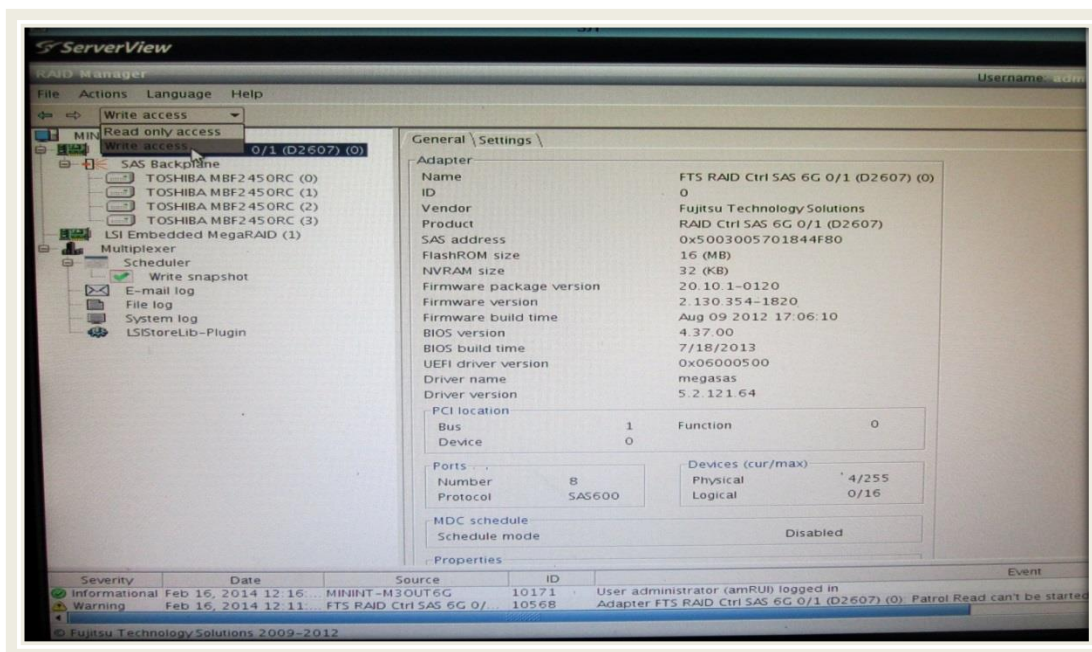 ServerView
RAID Manager
Username: adm
File Actions Language Help
Write access
Read only access
Write access
MIN
0/1 (D2607) (0)
SAS Backplane
TOSHIBA MBF2450RC (0)
TOSHIBA MBF2450RC (1)
TOSHIBA MBF2450RC (2)
TOSHIBA MBF2450RC (3)
LSI Embedded MegaRAID (1)
Multiplexer
Scheduler
Write snapshot
E-mail log
File log
System log
LSIStoreLib-Plugin
General Settings
Adapter
Name FTS RAID Ctrl SAS 6G 0/1 (D2607) (0)
ID 0
Vendor Fujitsu Technology Solutions
Product RAID Ctrl SAS 6G 0/1 (D2607)
SAS address 0x5003005701844F80
FlashROM size 16 (MB)
NVRAM size 32 (KB)
Firmware package version 20.10.1-0120
Firmware version 2.130.354-1820
Firmware build time Aug 09 2012 17:06:10
BIOS version 4.37.00
BIOS build time 7/18/2013
UEFI driver version 0x06000500
Driver name megasas
Driver version 5.2.121.64
PCI location
Bus 1 Function 0
Device 0
Ports
Number 8
Protocol SAS600
Devices (cur/max)
Physical 4/255
Logical 0/16
MDC schedule
Schedule mode Disabled
Properties
Severity Date Source ID Event
Informational Feb 16, 2014 12:16:... MININT-M3OUT6G 10171 User administrator (amRUI) logged in
Warning Feb 16, 2014 12:11:... FTS RAID Ctrl SAS 6G 0/... 10568 Adapter FTS RAID Ctrl SAS 6G 0/1 (D2607) (0): Patrol Read can't be started
© Fujitsu Technology Solutions 2009-2012